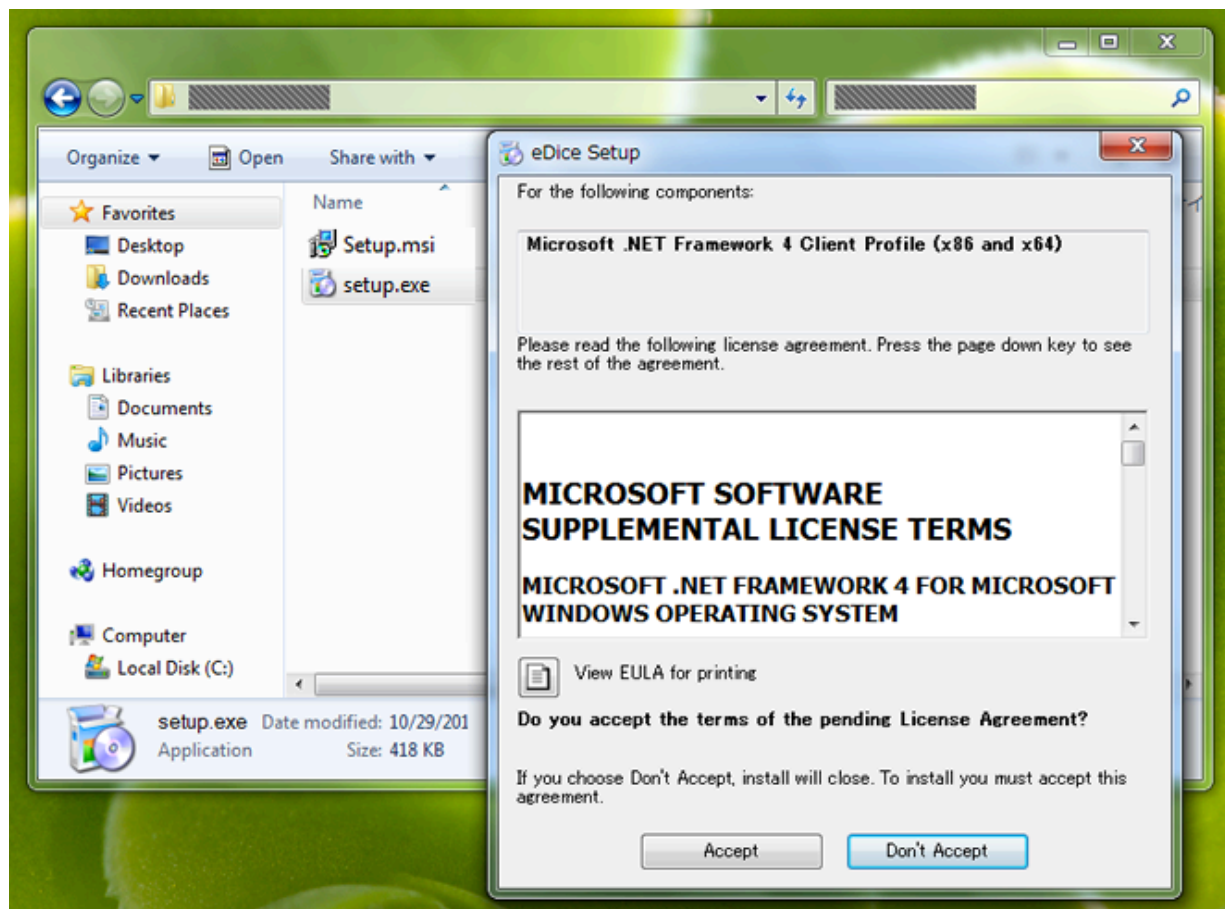 Organize
Open
Share with
Favorites
Desktop
Downloads
Recent Places
Libraries
Documents
Music
Pictures
Videos
Homegroup
Computer
Local Disk (C:)
Name
Setup.msi
setup.exe
setup.exe Date modified: 10/29/201
Application Size: 418 KB
eDice Setup
For the following components:
Microsoft .NET Framework 4 Client Profile (x86 and x64)
Please read the following license agreement. Press the page down key to see
the rest of the agreement.
MICROSOFT SOFTWARE
SUPPLEMENTAL LICENSE TERMS
MICROSOFT .NET FRAMEWORK 4 FOR MICROSOFT
WINDOWS OPERATING SYSTEM
View EULA for printing
Do you accept the terms of the pending License Agreement?
If you choose Don't Accept, install will close. To install you must accept this
agreement.
Accept
Don't Accept